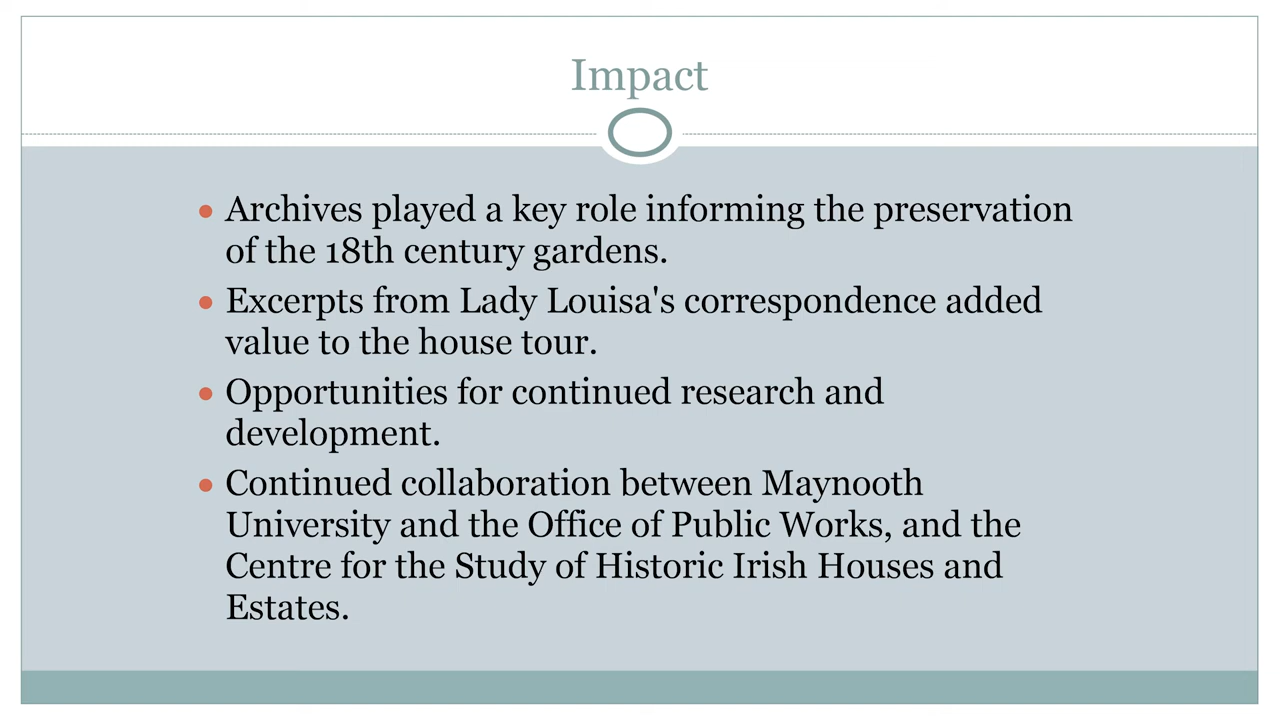 Impact
• Archives played a key role informing the preservation
of the 18th century gardens.
• Excerpts from Lady Louisa's correspondence added
value to the house tour.
• Opportunities for continued research and
development.
• Continued collaboration between Maynooth
University and the Office of Public Works, and the
Centre for the Study of Historic Irish Houses and
Estates.